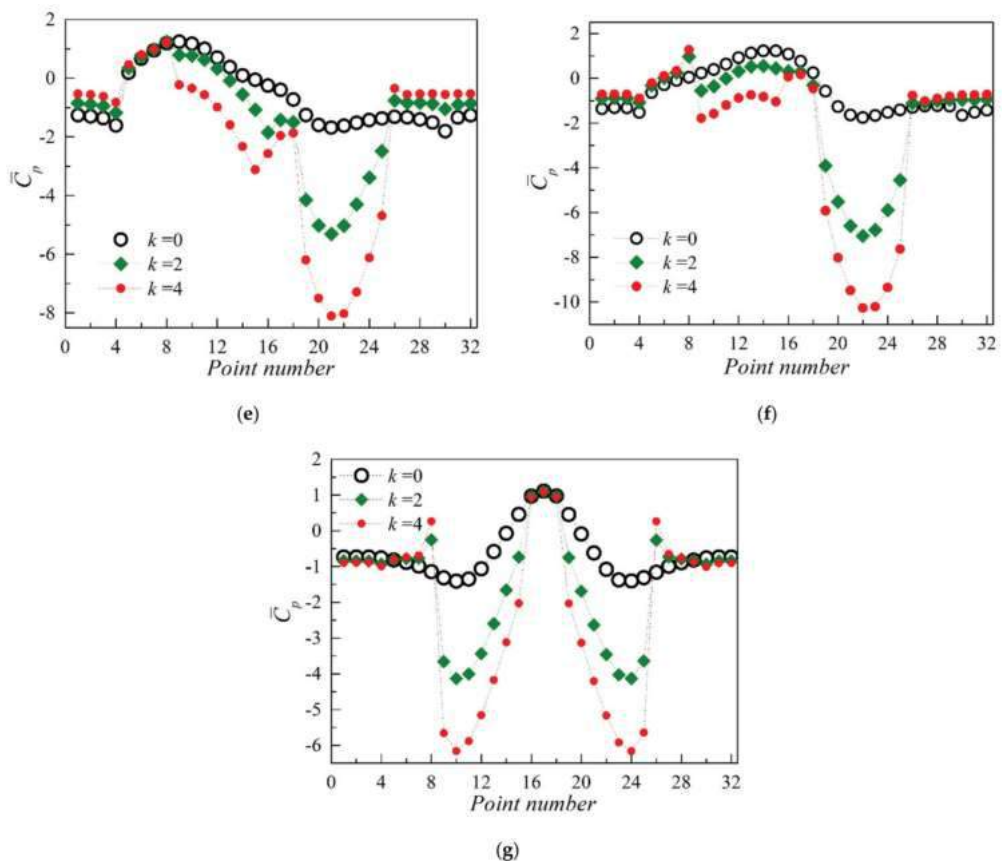 2
0
-2
-4
-6
-8
C̅p
k =0
k =2
k =4
0 4 8 12 16 20 24 28 32
Point number
(e)
2
0
-2
-4
-6
-8
-10
C̅p
k =0
k =2
k =4
0 4 8 12 16 20 24 28 32
Point number
(f)
2
1
0
-1
-2
-3
-4
-5
-6
C̅p
k =0
k =2
k =4
0 4 8 12 16 20 24 28 32
Point number
(g)